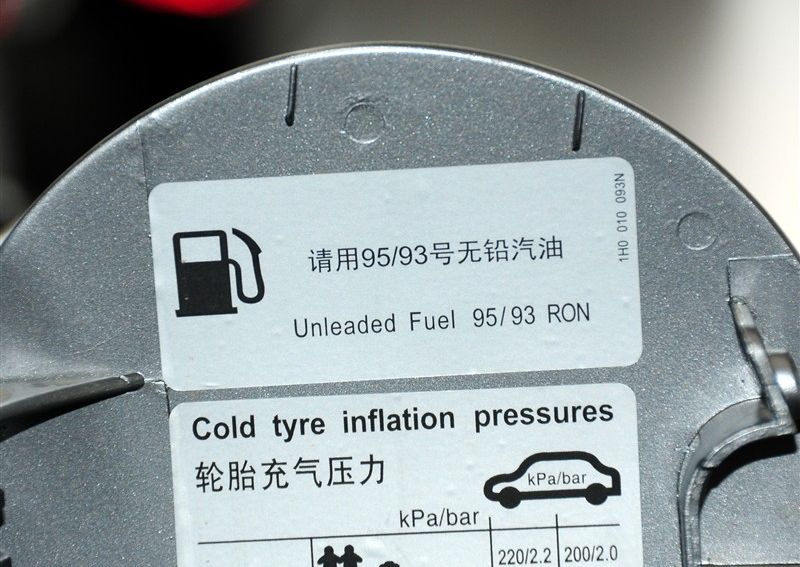 1H0 010 093N
请用95/93号无铅汽油
Unleaded Fuel 95/93 RON
Cold tyre inflation pressures
轮胎充气压力
kPa/bar
kPa/bar
220/2.2 200/2.0